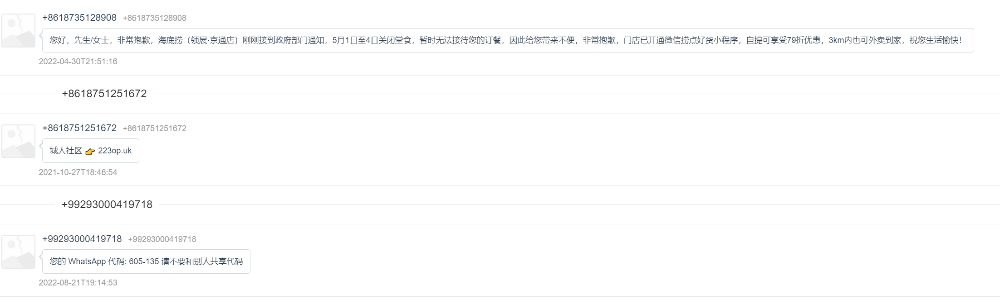 +8618735128908 +8618735128908
您好，先生/女士，非常抱歉，海底捞（领展·京通店）刚刚接到政府部门通知，5月1日至4日关闭堂食，暂时无法接待您的订餐，因此给您带来不便，非常抱歉，门店已开通微信捞点好货小程序，自提可享受79折优惠，3km内也可外卖到家，祝您生活愉快！
2022-04-30T21:51:16
+8618751251672
+8618751251672 +8618751251672
城人社区 👉 223op.uk
2021-10-27T18:46:54
+99293000419718
+99293000419718 +99293000419718
您的 WhatsApp 代码: 605-135 请不要和别人共享代码
2022-08-21T19:14:53